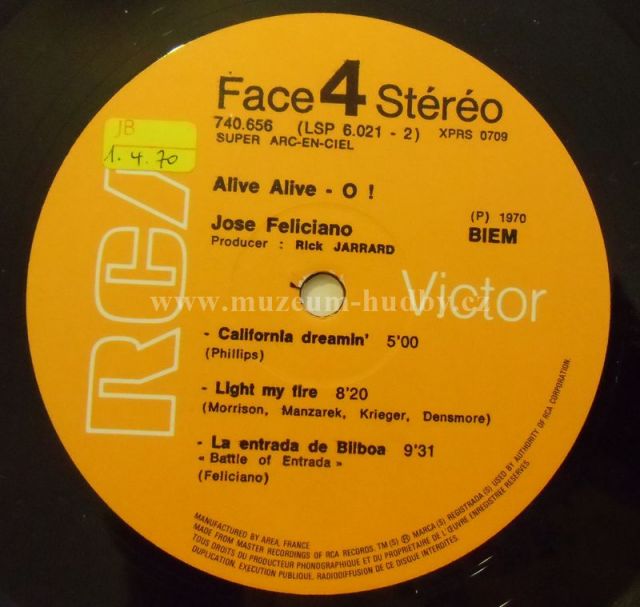 Face 4 Stéréo
740.656 (LSP 6.021 - 2) XPRS 0709
SUPER ARC-EN-CIEL
JB
1. 4. 70
Alive Alive - O !
Jose Feliciano
Producer : Rick JARRARD
(P) 1970
BIEM
RCA
Victor
www.muzeum-hudby.cz
- California dreamin' 5'00
(Phillips)
- Light my fire 8'20
(Morrison, Manzarek, Krieger, Densmore)
- La entrada de Bilboa 9'31
« Battle of Entrada »
(Feliciano)
MANUFACTURED BY AREA, FRANCE
MADE FROM MASTER RECORDINGS OF RCA RECORDS. TM(S) ® MARCA(S) REGISTRADA(S) USED BY AUTHORITY OF RCA CORPORATION.
TOUS DROITS DU PRODUCTEUR PHONOGRAPHIQUE ET DU PROPRIETAIRE DE L'ŒUVRE ENREGISTREE RESERVES
DUPLICATION, EXECUTION PUBLIQUE, RADIODIFFUSION DE CE DISQUE INTERDITES.